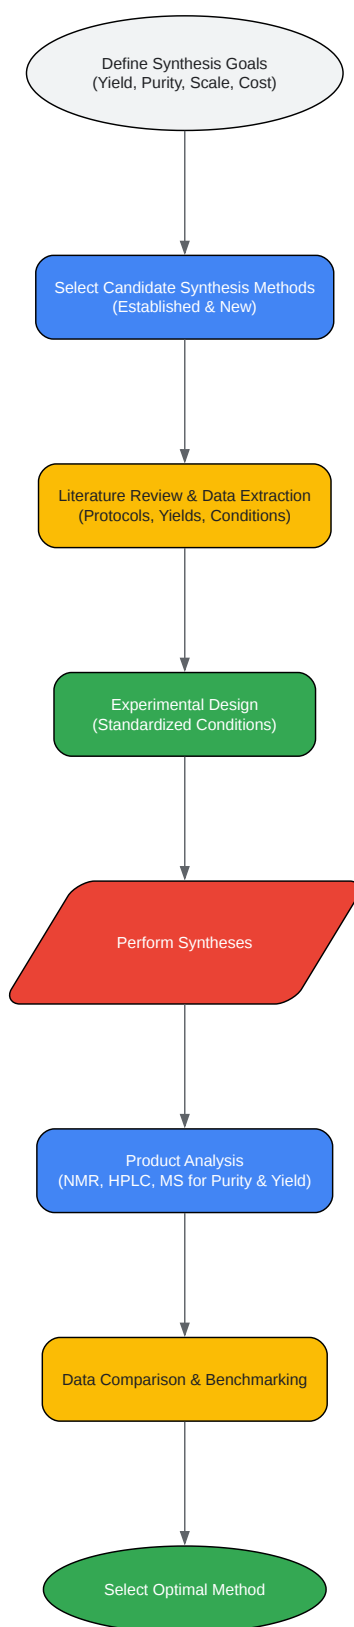 Define Synthesis Goals
(Yield, Purity, Scale, Cost)
Select Candidate Synthesis Methods
(Established & New)
Literature Review & Data Extraction
(Protocols, Yields, Conditions)
Experimental Design
(Standardized Conditions)
Perform Syntheses
Product Analysis
(NMR, HPLC, MS for Purity & Yield)
Data Comparison & Benchmarking
Select Optimal Method